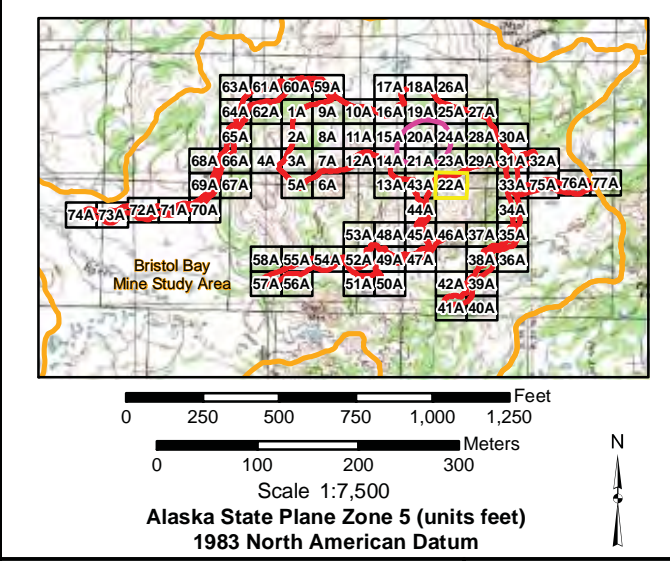 63A 61A 60A 59A 17A 18A 26A
64A 62A 1A 9A 10A 16A 19A 25A 27A
65A 2A 8A 11A 15A 20A 24A 28A 30A
68A 66A 4A 3A 7A 12A 14A 21A 23A 29A 31A 32A
69A 67A 5A 6A 13A 43A 22A 33A 75A 76A 77A
74A 73A 72A 71A 70A 44A 34A
53A 48A 45A 46A 37A 35A
58A 55A 54A 52A 49A 47A 38A 36A
57A 56A 51A 50A 42A 39A
41A 40A
Bristol Bay
Mine Study Area
Feet
0 250 500 750 1,000 1,250
Meters
0 100 200 300
N
Scale 1:7,500
Alaska State Plane Zone 5 (units feet)
1983 North American Datum